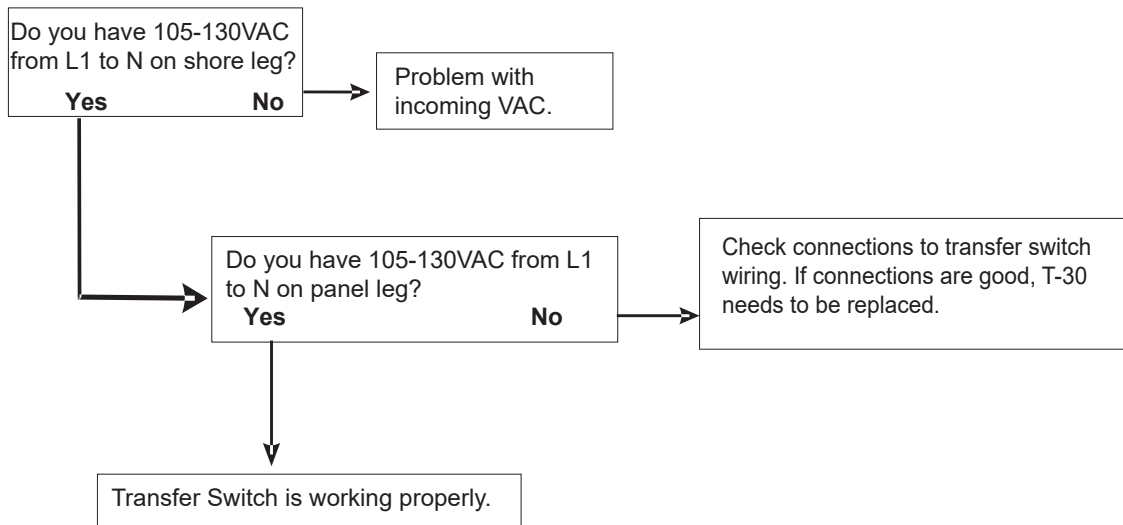 Do you have 105-130VAC
from L1 to N on shore leg?
Yes No
Problem with
incoming VAC.
Do you have 105-130VAC from L1
to N on panel leg?
Yes No
Check connections to transfer switch
wiring. If connections are good, T-30
needs to be replaced.
Transfer Switch is working properly.